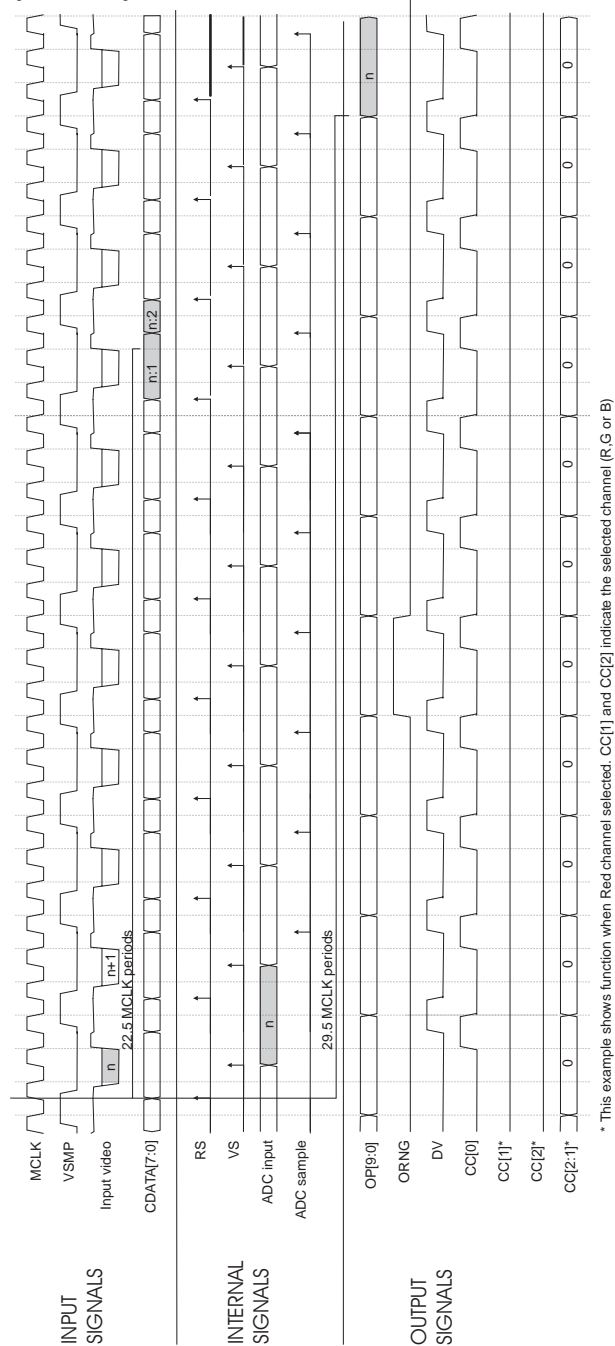 INPUT
SIGNALS
MCLK
VSMP
Input video
n
n+1
22.5 MCLK periods
CDATA[7:0]
n:1
n:2
INTERNAL
SIGNALS
RS
VS
ADC input
n
ADC sample
29.5 MCLK periods
OUTPUT
SIGNALS
OP[9:0]
n
ORNG
DV
CC[0]
CC[1]*
CC[2]*
CC[2:1]*
0 0 0 0 0 0 0 0 0 0 0
* This example shows function when Red channel selected. CC[1] and CC[2] indicate the selected channel (R,G or B)